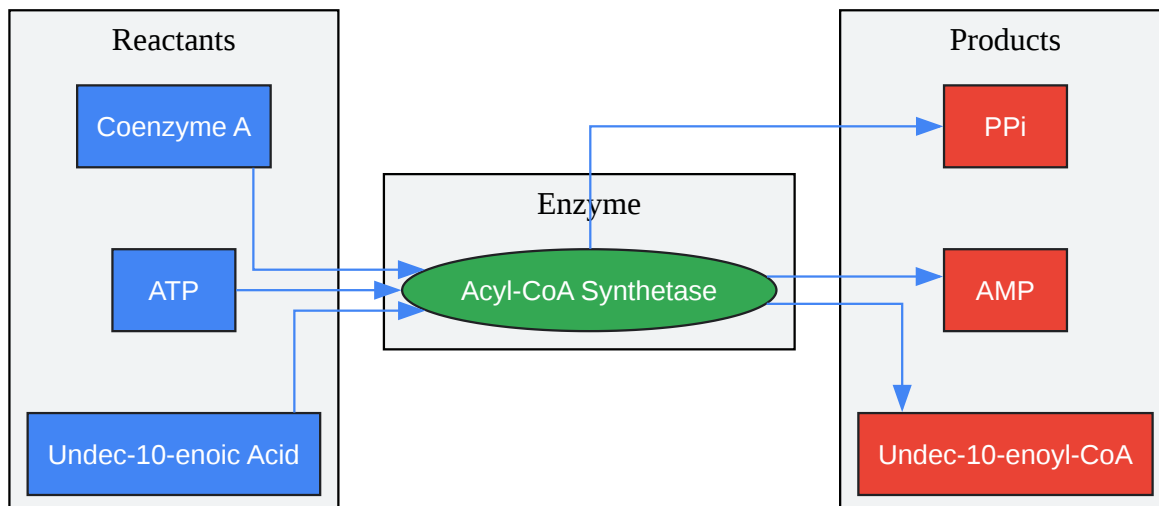 Reactants
Coenzyme A
ATP
Undec-10-enoic Acid
Enzyme
Acyl-CoA Synthetase
Products
PPi
AMP
Undec-10-enoyl-CoA